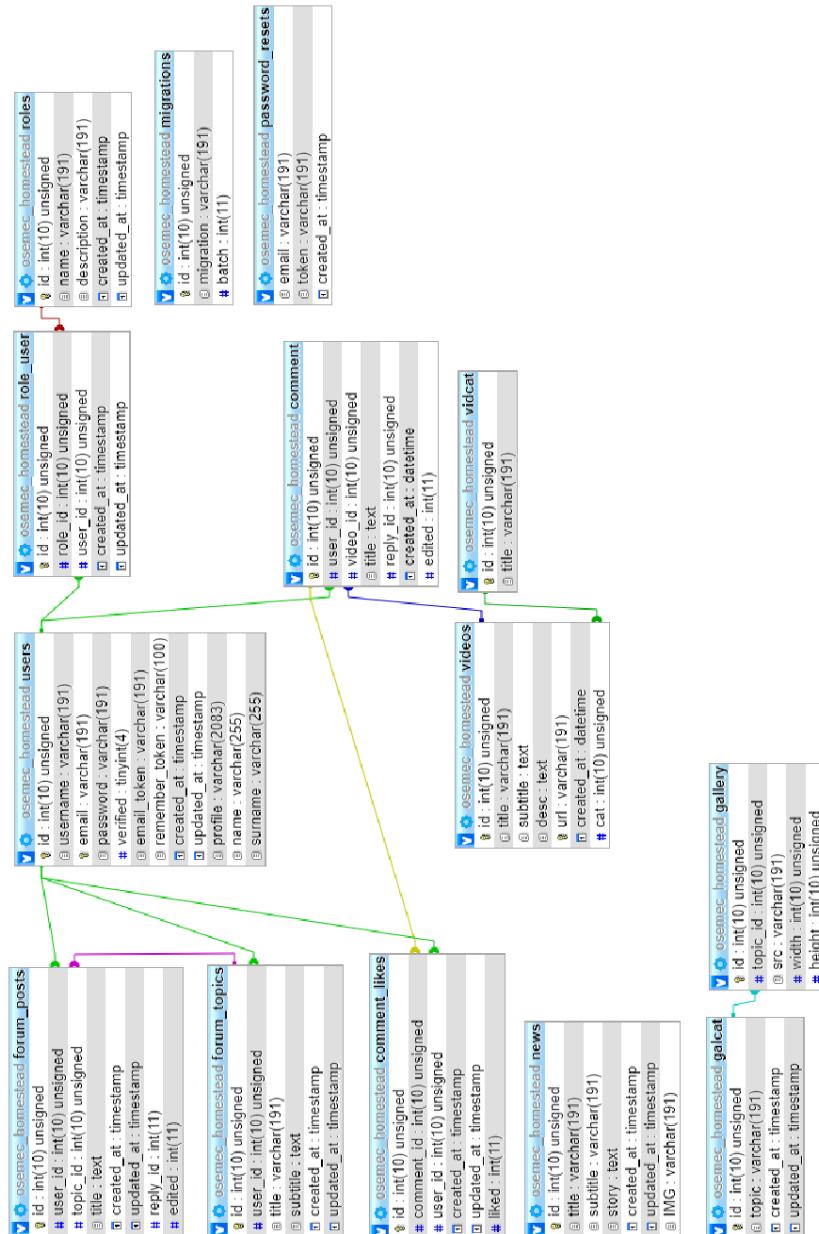 osemec_homestead roles
id : int(10) unsigned
name : varchar(191)
description : varchar(191)
created_at : timestamp
updated_at : timestamp
osemec_homestead migrations
id : int(10) unsigned
migration : varchar(191)
# batch : int(11)
osemec_homestead password_resets
email : varchar(191)
token : varchar(191)
created_at : timestamp
osemec_homestead role_user
id : int(10) unsigned
# role_id : int(10) unsigned
# user_id : int(10) unsigned
created_at : timestamp
updated_at : timestamp
osemec_homestead comment
id : int(10) unsigned
# user_id : int(10) unsigned
# video_id : int(10) unsigned
title : text
# reply_id : int(10) unsigned
created_at : datetime
# edited : int(11)
osemec_homestead vidcat
id : int(10) unsigned
title : varchar(191)
osemec_homestead users
id : int(10) unsigned
username : varchar(191)
email : varchar(191)
password : varchar(191)
# verified : tinyint(4)
email_token : varchar(191)
remember_token : varchar(100)
created_at : timestamp
updated_at : timestamp
profile : varchar(2083)
name : varchar(255)
surname : varchar(255)
osemec_homestead videos
id : int(10) unsigned
title : varchar(191)
subtitle : text
desc : text
url : varchar(191)
created_at : datetime
# cat : int(10) unsigned
osemec_homestead gallery
id : int(10) unsigned
# topic_id : int(10) unsigned
src : varchar(191)
# width : int(10) unsigned
# height : int(10) unsigned
osemec_homestead forum_posts
id : int(10) unsigned
# user_id : int(10) unsigned
# topic_id : int(10) unsigned
title : text
created_at : timestamp
updated_at : timestamp
# reply_id : int(11)
# edited : int(11)
osemec_homestead forum_topics
id : int(10) unsigned
# user_id : int(10) unsigned
title : varchar(191)
subtitle : text
created_at : timestamp
updated_at : timestamp
osemec_homestead comment_likes
id : int(10) unsigned
# comment_id : int(10) unsigned
# user_id : int(10) unsigned
created_at : timestamp
updated_at : timestamp
# liked : int(11)
osemec_homestead news
id : int(10) unsigned
title : varchar(191)
subtitle : varchar(191)
story : text
created_at : timestamp
updated_at : timestamp
IMG : varchar(191)
osemec_homestead galcat
id : int(10) unsigned
topic : varchar(191)
created_at : timestamp
updated_at : timestamp